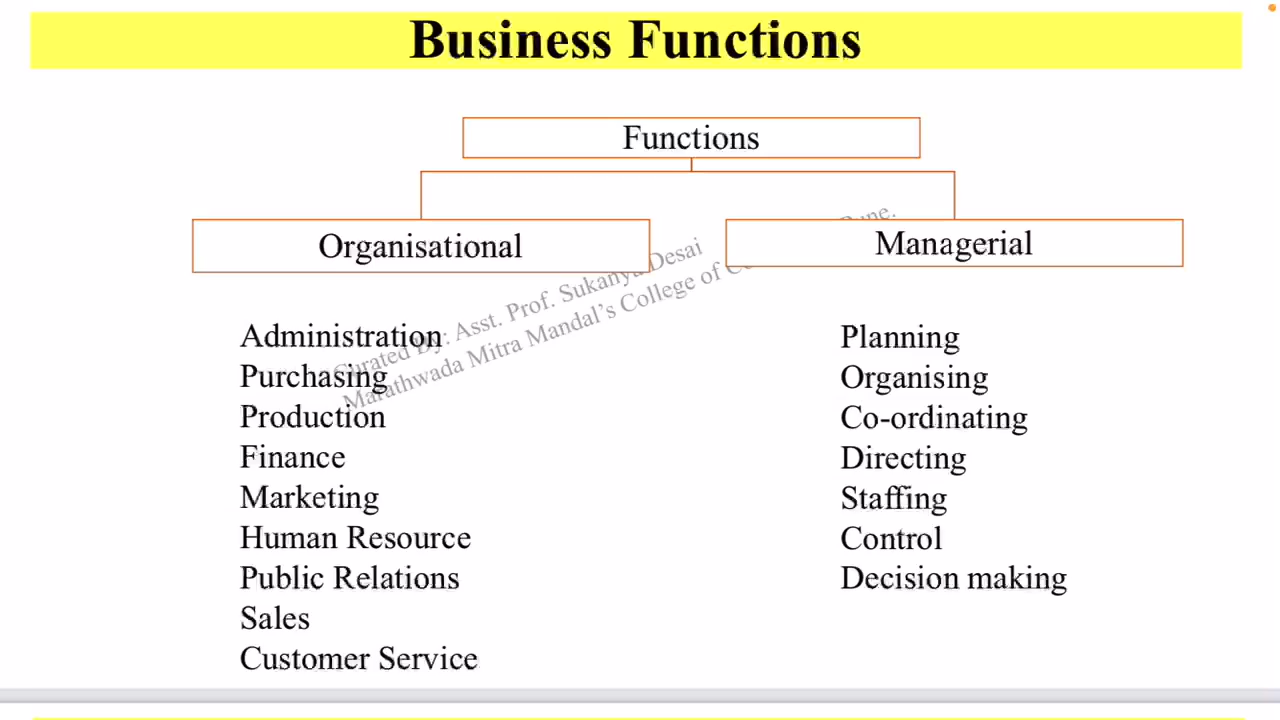 Business Functions
Functions
Organisational
Managerial
Administration
Purchasing
Production
Finance
Marketing
Human Resource
Public Relations
Sales
Customer Service
Planning
Organising
Co-ordinating
Directing
Staffing
Control
Decision making
Curated By: Asst. Prof. Sukanya Desai
Marathwada Mitra Mandal's College of